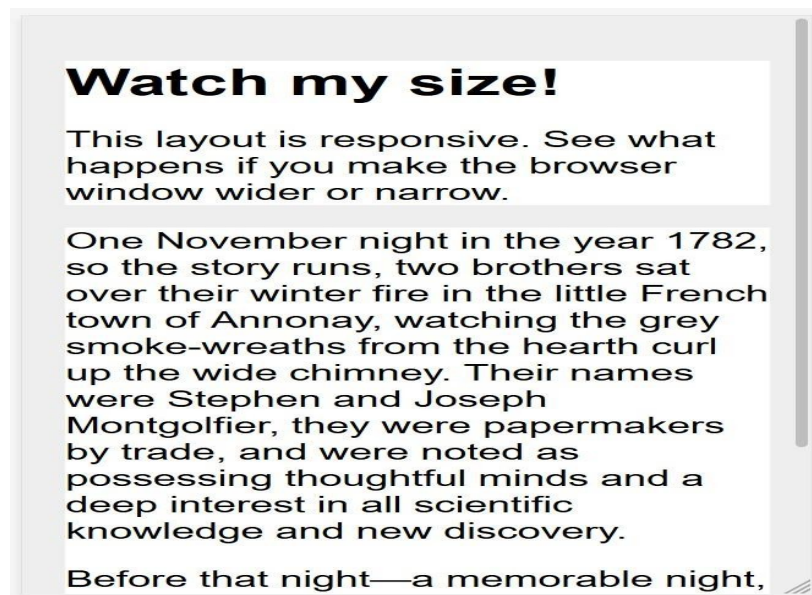 Watch my size!
This layout is responsive. See what
happens if you make the browser
window wider or narrow.
One November night in the year 1782,
so the story runs, two brothers sat
over their winter fire in the little French
town of Annonay, watching the grey
smoke-wreaths from the hearth curl
up the wide chimney. Their names
were Stephen and Joseph
Montgolfier, they were papermakers
by trade, and were noted as
possessing thoughtful minds and a
deep interest in all scientific
knowledge and new discovery.
Before that night—a memorable night,